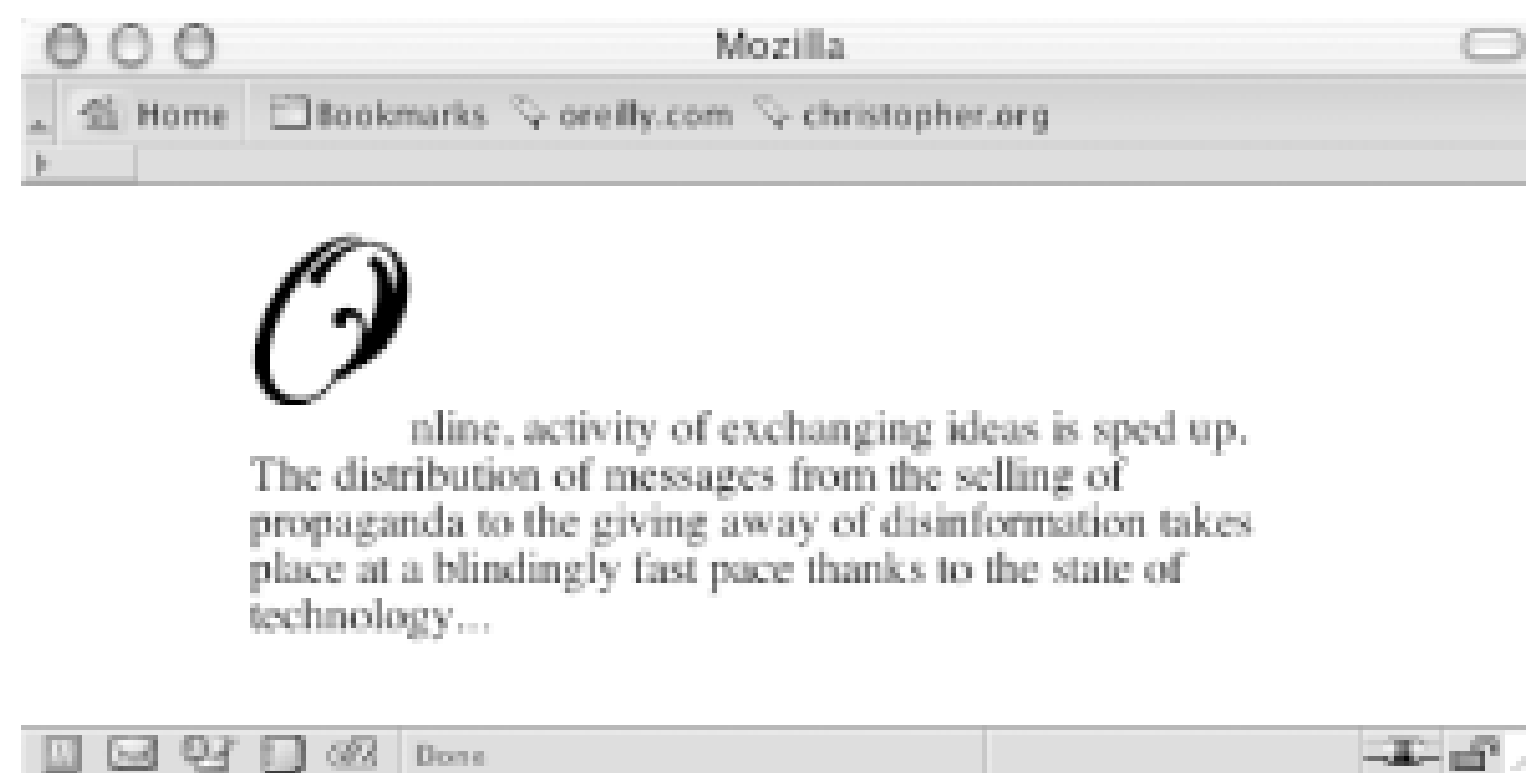 Mozilla
Home Bookmarks oreilly.com christopher.org
O
nline, activity of exchanging ideas is sped up.
The distribution of messages from the selling of
propaganda to the giving away of disinformation takes
place at a blindingly fast pace thanks to the state of
technology...
Done